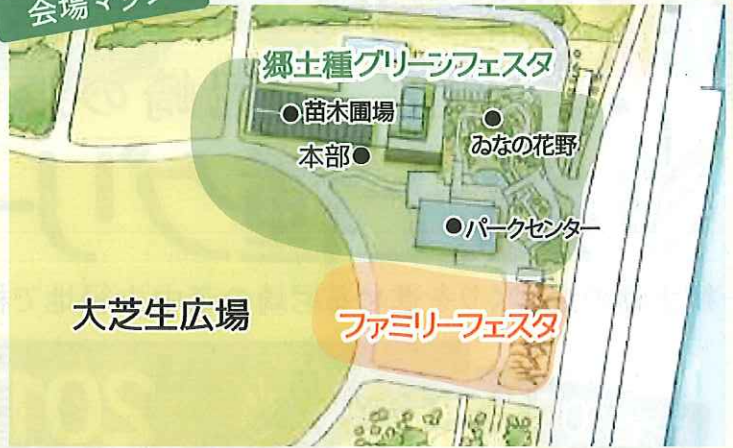 会場マップ
郷土種グリーンフェスタ
●苗木圃場
ゐなの花野
本部●
●パークセンター
大芝生広場
ファミリーフェスタ